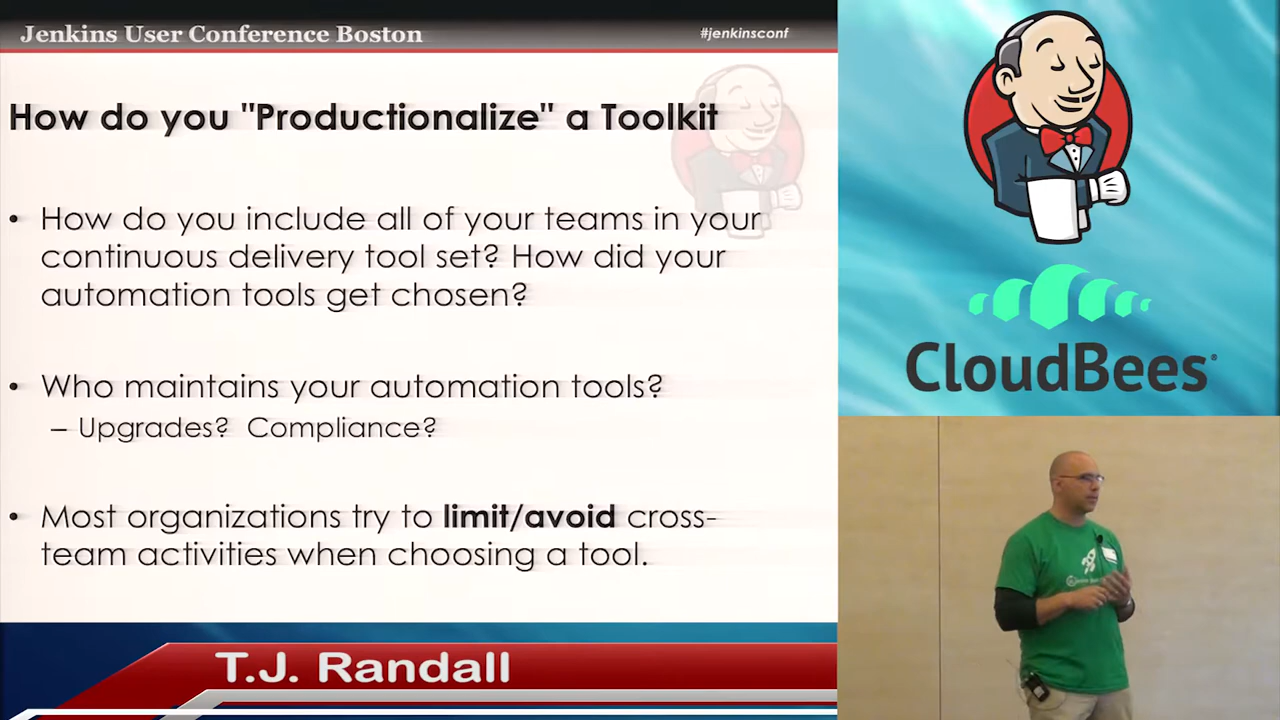 Jenkins User Conference Boston
#jenkinsconf
How do you "Productionalize" a Toolkit
• How do you include all of your teams in your
continuous delivery tool set? How did your
automation tools get chosen?
• Who maintains your automation tools?
– Upgrades? Compliance?
• Most organizations try to limit/avoid cross-
team activities when choosing a tool.
T.J. Randall
CloudBees